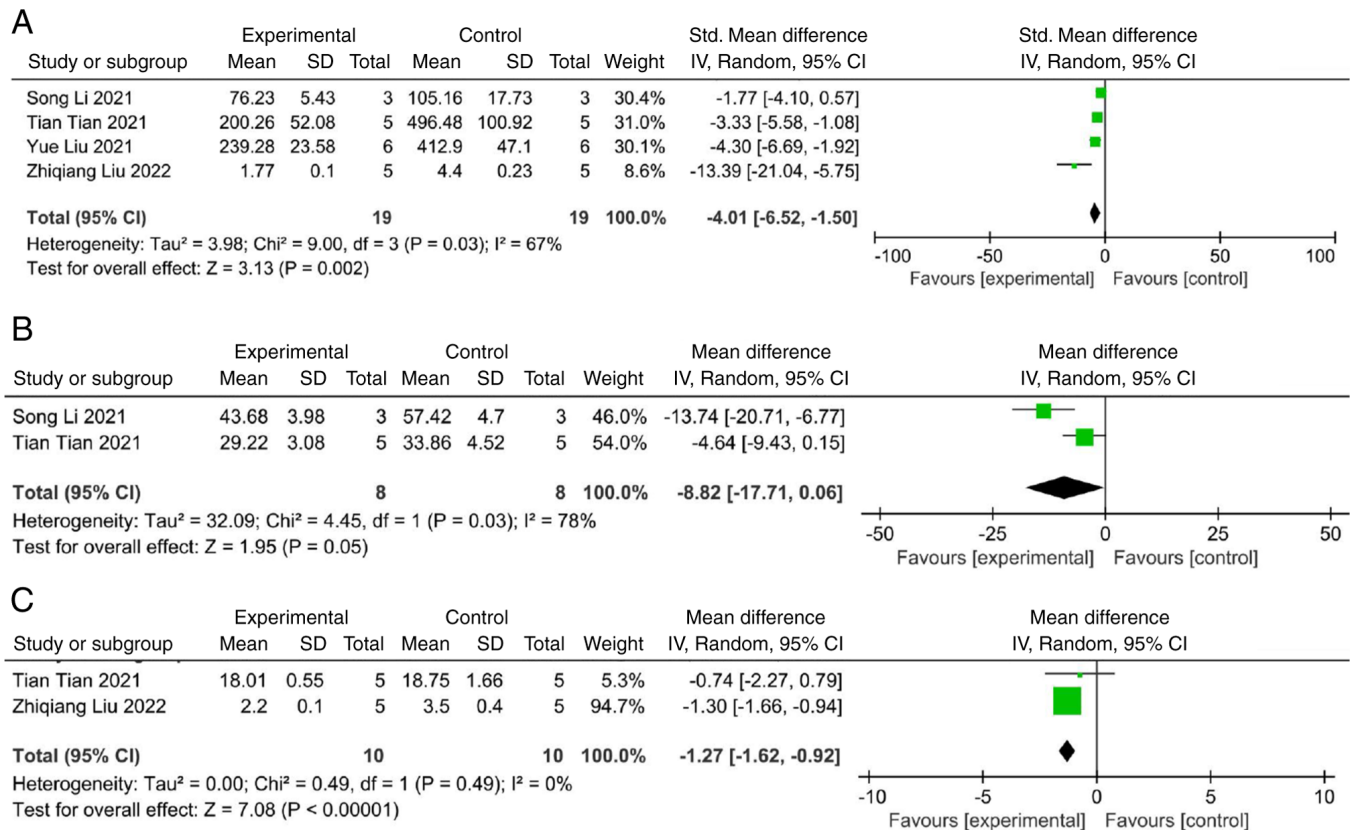 A
Experimental Control Std. Mean difference Std. Mean difference
Study or subgroup Mean SD Total Mean SD Total Weight IV, Random, 95% CI IV, Random, 95% CI
Song Li 2021 76.23 5.43 3 105.16 17.73 3 30.4% -1.77 [-4.10, 0.57]
Tian Tian 2021 200.26 52.08 5 496.48 100.92 5 31.0% -3.33 [-5.58, -1.08]
Yue Liu 2021 239.28 23.58 6 412.9 47.1 6 30.1% -4.30 [-6.69, -1.92]
Zhiqiang Liu 2022 1.77 0.1 5 4.4 0.23 5 8.6% -13.39 [-21.04, -5.75]
Total (95% CI) 19 19 100.0% -4.01 [-6.52, -1.50]
Heterogeneity: Tau² = 3.98; Chi² = 9.00, df = 3 (P = 0.03); I² = 67%
Test for overall effect: Z = 3.13 (P = 0.002)
-100 -50 0 50 100
Favours [experimental] Favours [control]
B
Experimental Control Mean difference Mean difference
Study or subgroup Mean SD Total Mean SD Total Weight IV, Random, 95% CI IV, Random, 95% CI
Song Li 2021 43.68 3.98 3 57.42 4.7 3 46.0% -13.74 [-20.71, -6.77]
Tian Tian 2021 29.22 3.08 5 33.86 4.52 5 54.0% -4.64 [-9.43, 0.15]
Total (95% CI) 8 8 100.0% -8.82 [-17.71, 0.06]
Heterogeneity: Tau² = 32.09; Chi² = 4.45, df = 1 (P = 0.03); I² = 78%
Test for overall effect: Z = 1.95 (P = 0.05)
-50 -25 0 25 50
Favours [experimental] Favours [control]
C
Experimental Control Mean difference Mean difference
Study or subgroup Mean SD Total Mean SD Total Weight IV, Random, 95% CI IV, Random, 95% CI
Tian Tian 2021 18.01 0.55 5 18.75 1.66 5 5.3% -0.74 [-2.27, 0.79]
Zhiqiang Liu 2022 2.2 0.1 5 3.5 0.4 5 94.7% -1.30 [-1.66, -0.94]
Total (95% CI) 10 10 100.0% -1.27 [-1.62, -0.92]
Heterogeneity: Tau² = 0.00; Chi² = 0.49, df = 1 (P = 0.49); I² = 0%
Test for overall effect: Z = 7.08 (P < 0.00001)
-10 -5 0 5 10
Favours [experimental] Favours [control]